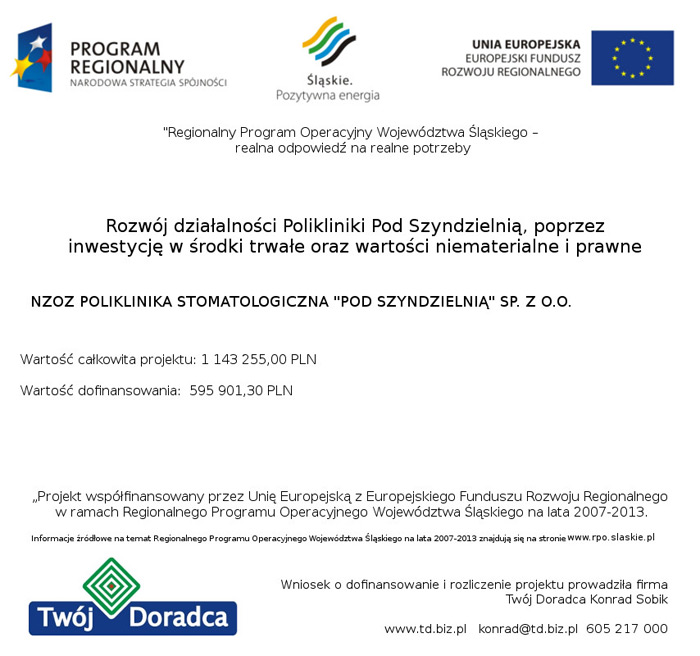 PROGRAM
REGIONALNY
NARODOWA STRATEGIA SPÓJNOŚCI
Śląskie.
Pozytywna energia
UNIA EUROPEJSKA
EUROPEJSKI FUNDUSZ
ROZWOJU REGIONALNEGO
"Regionalny Program Operacyjny Województwa Śląskiego –
realna odpowiedź na realne potrzeby
Rozwój działalności Polikliniki Pod Szyndzielnią, poprzez
inwestycję w środki trwałe oraz wartości niematerialne i prawne
NZOZ POLIKLINIKA STOMATOLOGICZNA "POD SZYNDZIELNIĄ" SP. Z O.O.
Wartość całkowita projektu: 1 143 255,00 PLN
Wartość dofinansowania: 595 901,30 PLN
„Projekt współfinansowany przez Unię Europejską z Europejskiego Funduszu Rozwoju Regionalnego
w ramach Regionalnego Programu Operacyjnego Województwa Śląskiego na lata 2007-2013.
Informacje źródłowe na temat Regionalnego Programu Operacyjnego Województwa Śląskiego na lata 2007-2013 znajdują się na stronie www.rpo.slaskie.pl
Twój Doradca
Wniosek o dofinansowanie i rozliczenie projektu prowadziła firma
Twój Doradca Konrad Sobik
www.td.biz.pl konrad@td.biz.pl 605 217 000